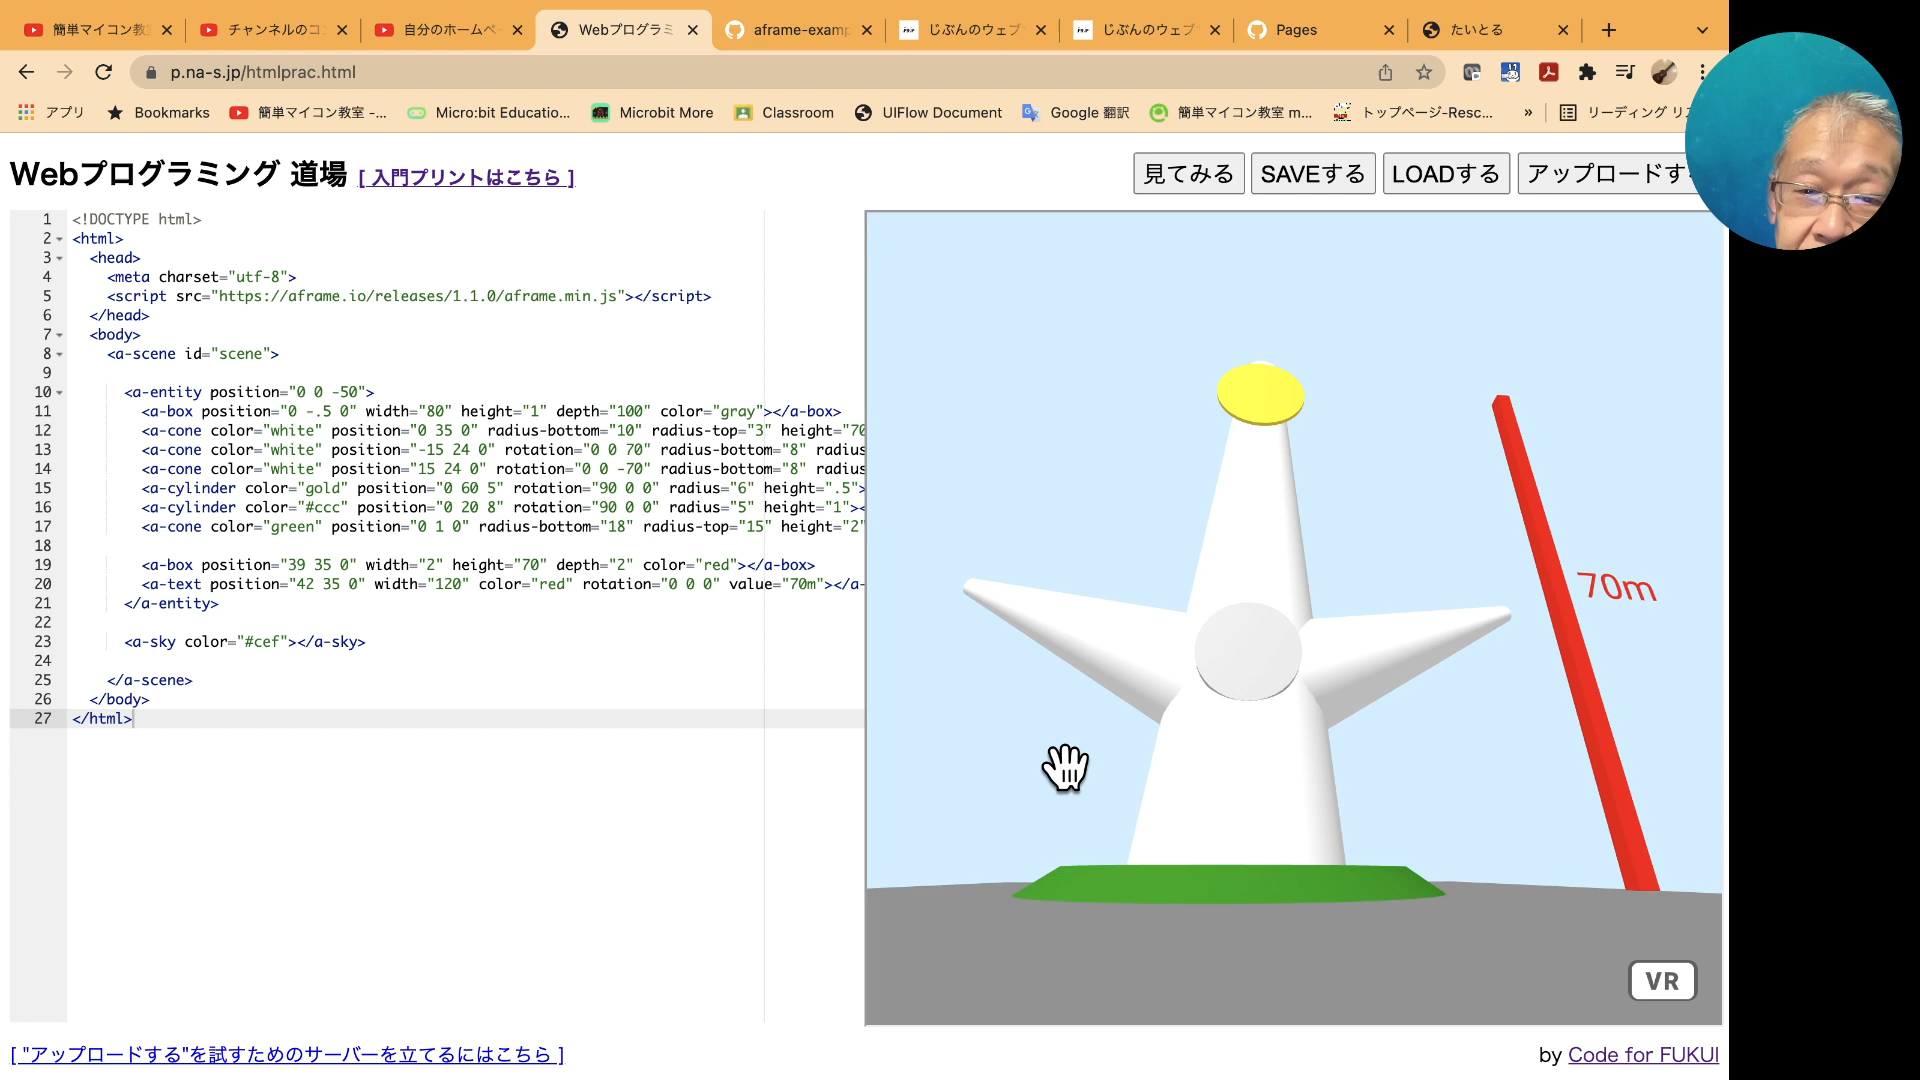 簡単マイコン教
チャンネルのコ
自分のホームペ
Webプログラミ
aframe-examp
じぶんのウェブ
じぶんのウェブ
Pages
たいとる
p.na-s.jp/htmlprac.html
アプリ
Bookmarks
簡単マイコン教室 -...
Micro:bit Educatio...
Microbit More
Classroom
UIFlow Document
Google 翻訳
簡単マイコン教室 m...
トップページ-Resc...
»
リーディング リ
Webプログラミング 道場 [ 入門プリントはこちら ]
見てみる
SAVEする
LOADする
アップロードす
1 <!DOCTYPE html>
2 <html>
3 <head>
4 <meta charset="utf-8">
5 <script src="https://aframe.io/releases/1.1.0/aframe.min.js"></script>
6 </head>
7 <body>
8 <a-scene id="scene">
9
10 <a-entity position="0 0 -50">
11 <a-box position="0 -.5 0" width="80" height="1" depth="100" color="gray"></a-box>
12 <a-cone color="white" position="0 35 0" radius-bottom="10" radius-top="3" height="70
13 <a-cone color="white" position="-15 24 0" rotation="0 0 70" radius-bottom="8" radius
14 <a-cone color="white" position="15 24 0" rotation="0 0 -70" radius-bottom="8" radius
15 <a-cylinder color="gold" position="0 60 5" rotation="90 0 0" radius="6" height=".5">
16 <a-cylinder color="#ccc" position="0 20 8" rotation="90 0 0" radius="5" height="1"><
17 <a-cone color="green" position="0 1 0" radius-bottom="18" radius-top="15" height="2"
18
19 <a-box position="39 35 0" width="2" height="70" depth="2" color="red"></a-box>
20 <a-text position="42 35 0" width="120" color="red" rotation="0 0 0" value="70m"></a-
21 </a-entity>
22
23 <a-sky color="#cef"></a-sky>
24
25 </a-scene>
26 </body>
27 </html>
70m
VR
[ "アップロードする"を試すためのサーバーを立てるにはこちら ]
by Code for FUKUI